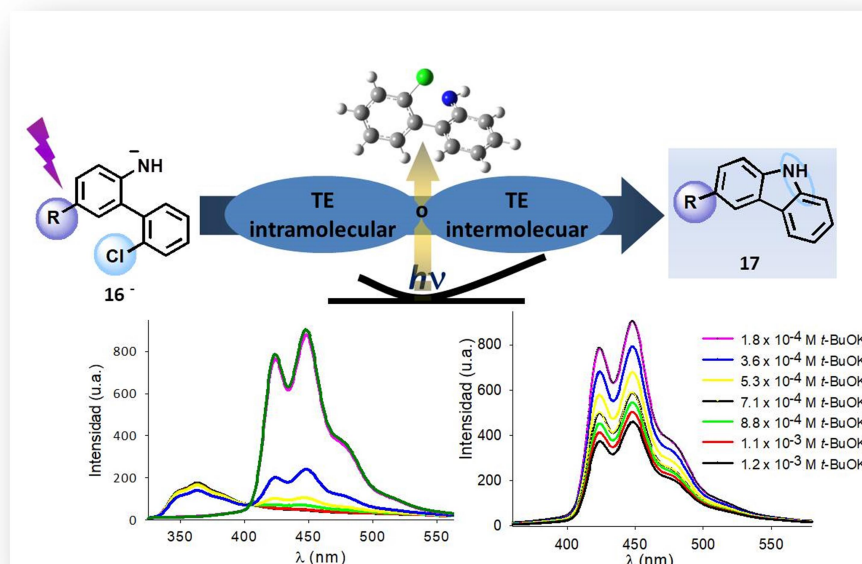 NH
R
Cl
16
TE
intramolecular
o
TE
intermolecuar
hν
R
NH
17
Intensidad (u.a.)
800
600
400
200
0
350
400
450
500
550
λ (nm)
Intensidad (u.a.)
800
600
400
200
0
400
450
500
550
λ (nm)
1.8 x 10⁻⁴ M t-BuOK
3.6 x 10⁻⁴ M t-BuOK
5.3 x 10⁻⁴ M t-BuOK
7.1 x 10⁻⁴ M t-BuOK
8.8 x 10⁻⁴ M t-BuOK
1.1 x 10⁻³ M t-BuOK
1.2 x 10⁻³ M t-BuOK